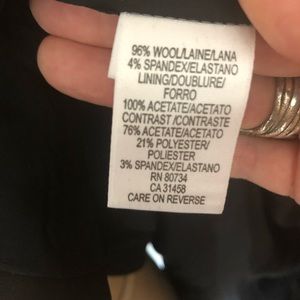 96% WOOL/LAINE/LANA
4% SPANDEX/ELASTANO
LINING/DOUBLURE/
FORRO
100% ACETATE/ACETATO
CONTRAST /CONTRASTE
76% ACETATE/ACETATO
21% POLYESTER/
POLIESTER
3% SPANDEX/ELASTANO
RN 80734
CA 31458
CARE ON REVERSE